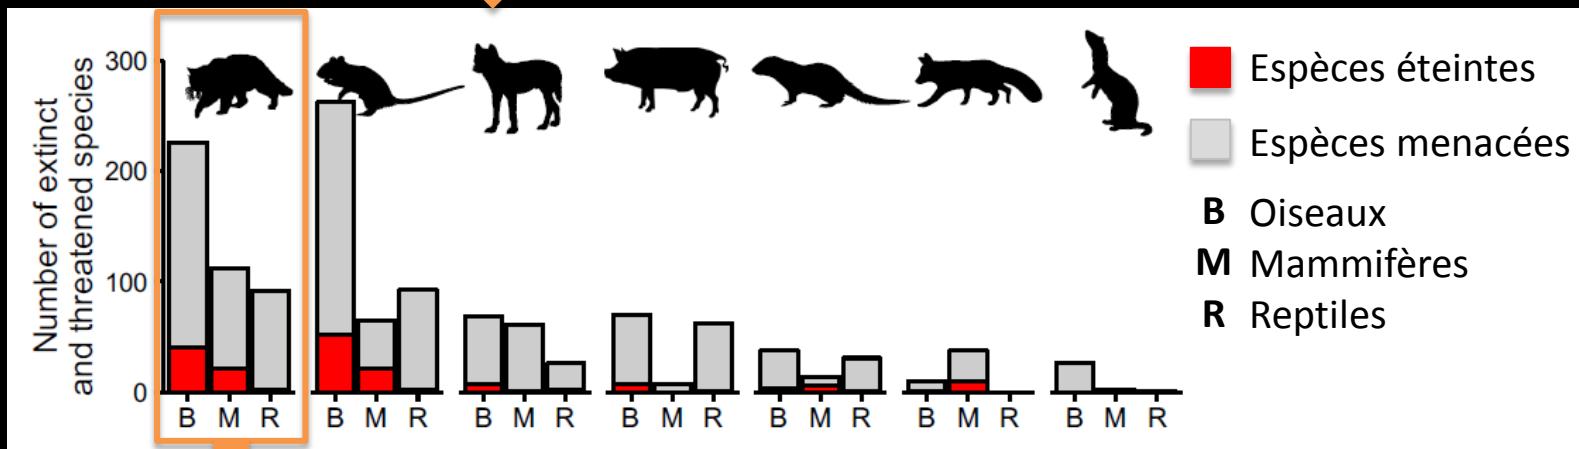 Number of extinct
and threatened species
300
200
100
0
B M R B M R B M R B M R B M R B M R B M R
Espèces éteintes
Espèces menacées
B Oiseaux
M Mammifères
R Reptiles